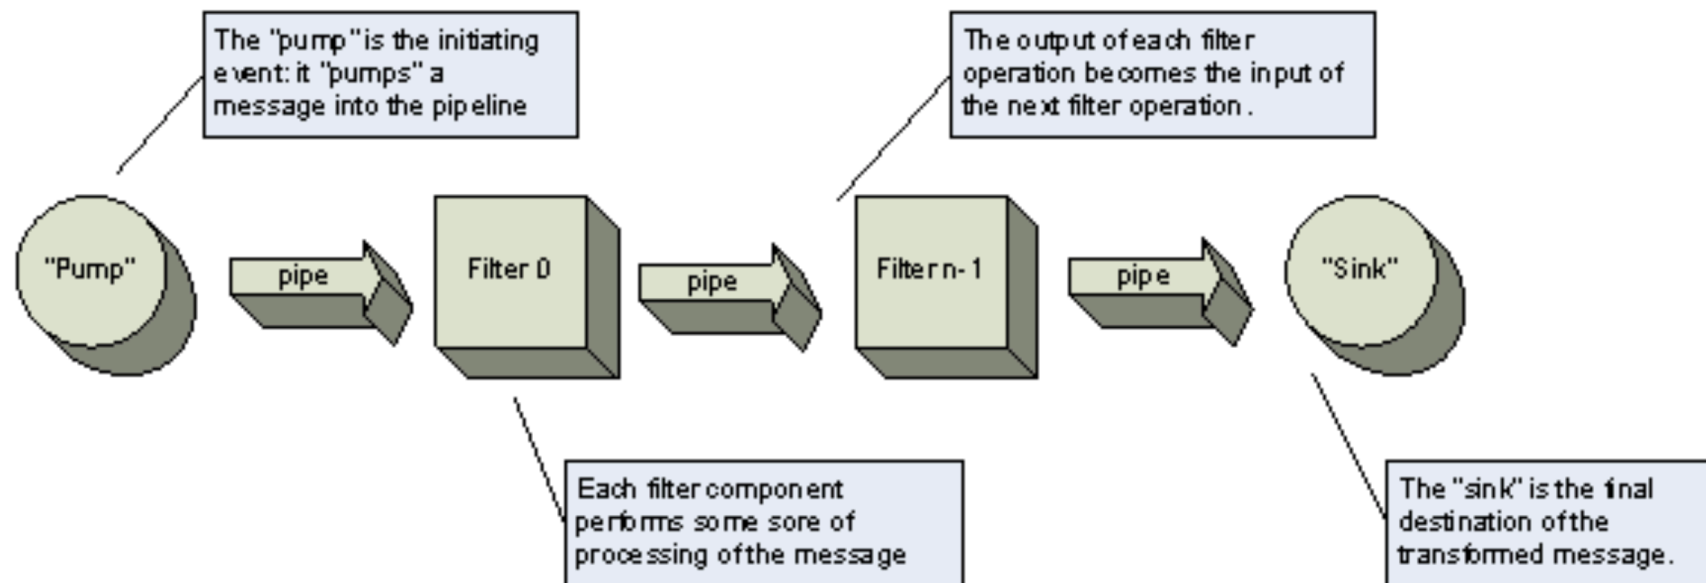 The "pump" is the initiating
event: it "pumps" a
message into the pipeline
The output of each filter
operation becomes the input of
the next filter operation.
"Pump"
pipe
Filter 0
pipe
Filter n-1
pipe
"Sink"
Each filter component
performs some sore of
processing of the message
The "sink" is the final
destination of the
transformed message.